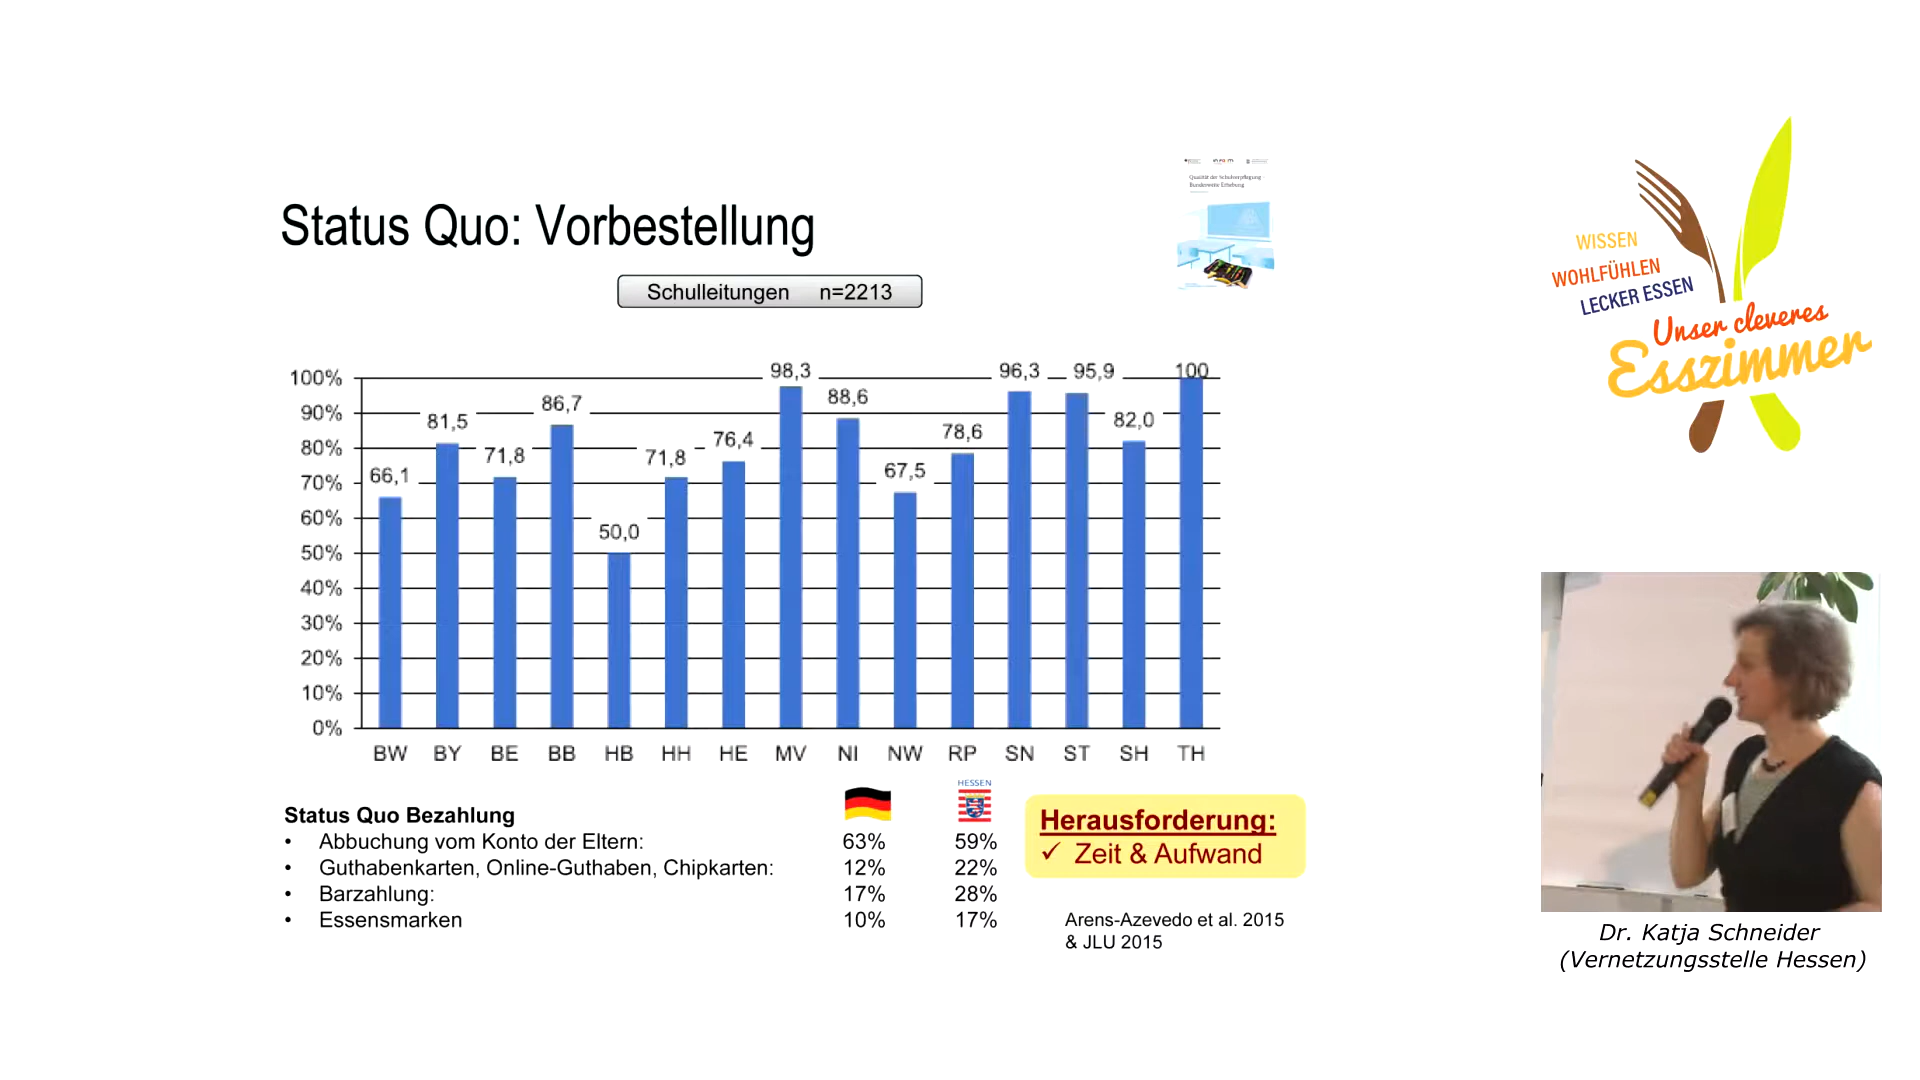 Status Quo: Vorbestellung
Qualität der Schulverpflegung –
Bundesweite Erhebung
Schulleitungen n=2213
100%
90%
80%
70%
60%
50%
40%
30%
20%
10%
0%
66,1
81,5
71,8
86,7
50,0
71,8
76,4
98,3
88,6
67,5
78,6
96,3
95,9
82,0
100
BW BY BE BB HB HH HE MV NI NW RP SN ST SH TH
HESSEN
Status Quo Bezahlung
• Abbuchung vom Konto der Eltern: 63% 59%
• Guthabenkarten, Online-Guthaben, Chipkarten: 12% 22%
• Barzahlung: 17% 28%
• Essensmarken 10% 17%
Herausforderung:
✓ Zeit & Aufwand
Arens-Azevedo et al. 2015
& JLU 2015
WISSEN
WOHLFÜHLEN
LECKER ESSEN
Unser cleveres
Esszimmer
Dr. Katja Schneider
(Vernetzungsstelle Hessen)